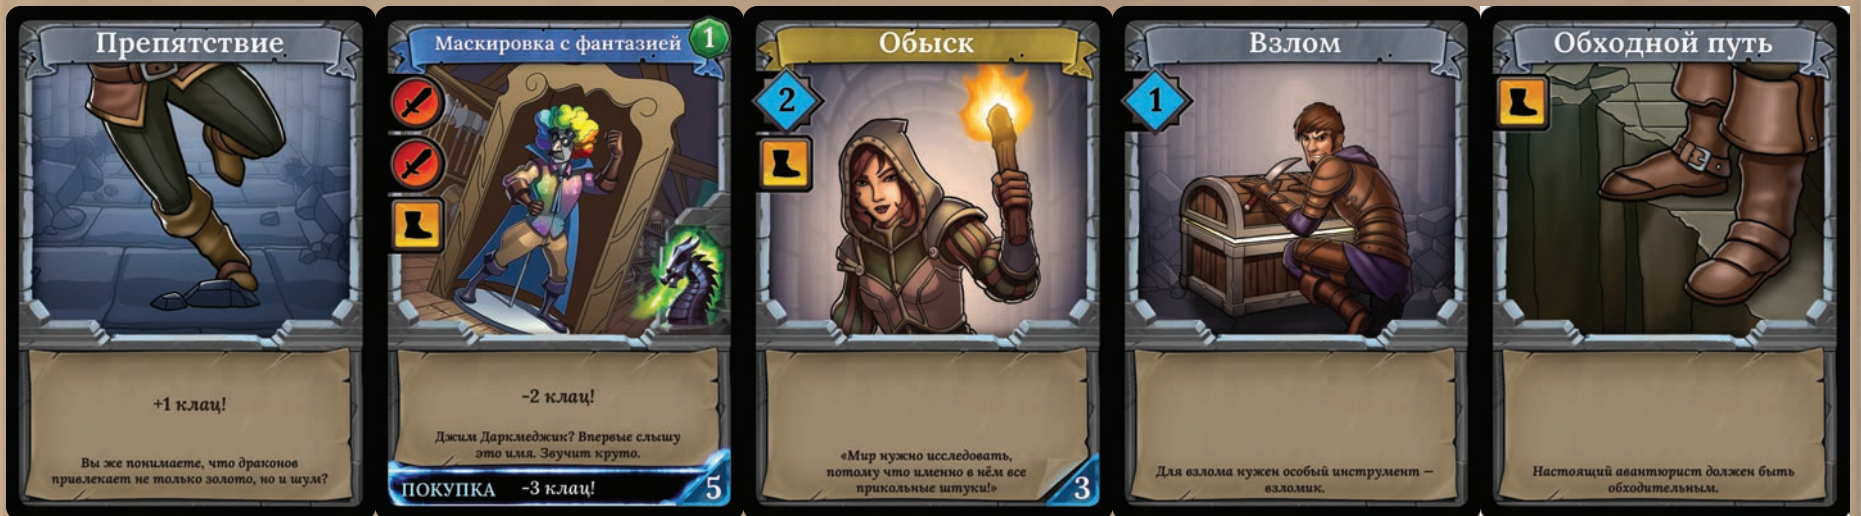 Препятствие
+1 клац!
Вы же понимаете, что драконов
привлекает не только золото, но и шум?
Маскировка с фантазией
1
-2 клац!
Джим Даркмеджик? Впервые слышу
это имя. Звучит круто.
ПОКУПКА -3 клац!
5
Обыск
2
«Мир нужно исследовать,
потому что именно в нём все
прикольные штуки!»
3
Взлом
1
Для взлома нужен особый инструмент —
взломик.
Обходной путь
Настоящий авантюрист должен быть
обходительным.